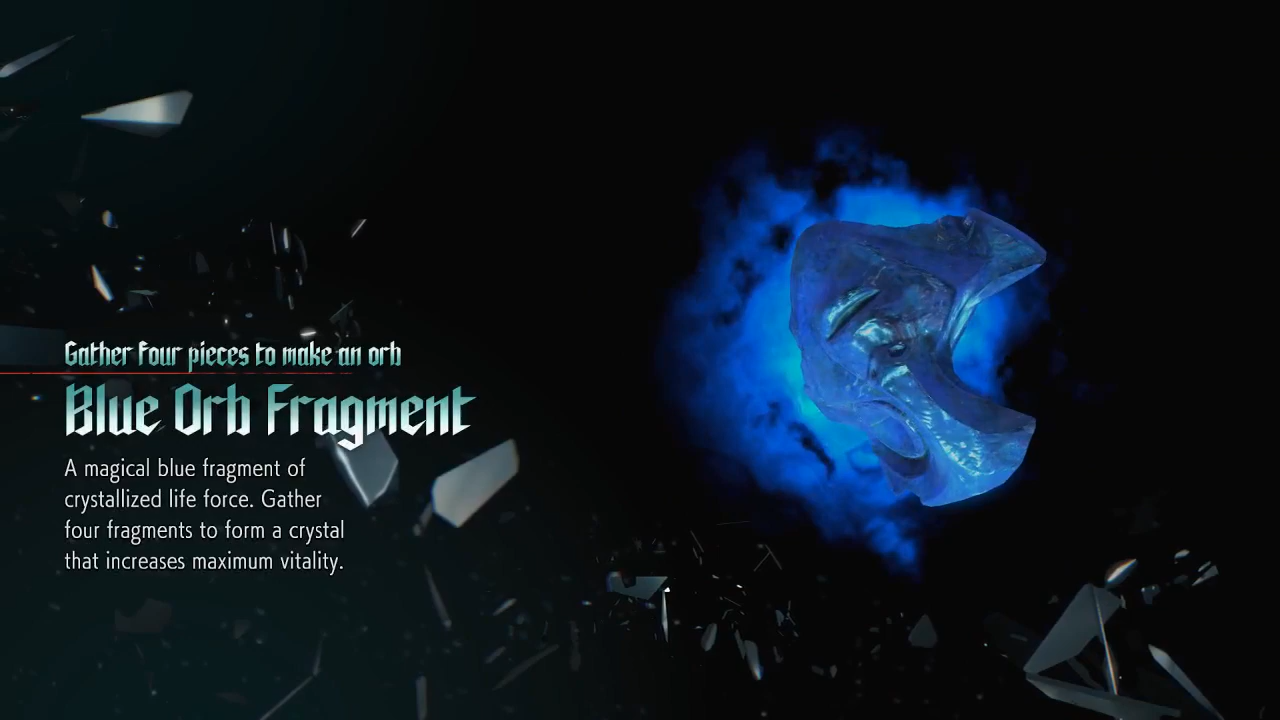 Gather four pieces to make an orb
Blue Orb Fragment
A magical blue fragment of
crystallized life force. Gather
four fragments to form a crystal
that increases maximum vitality.